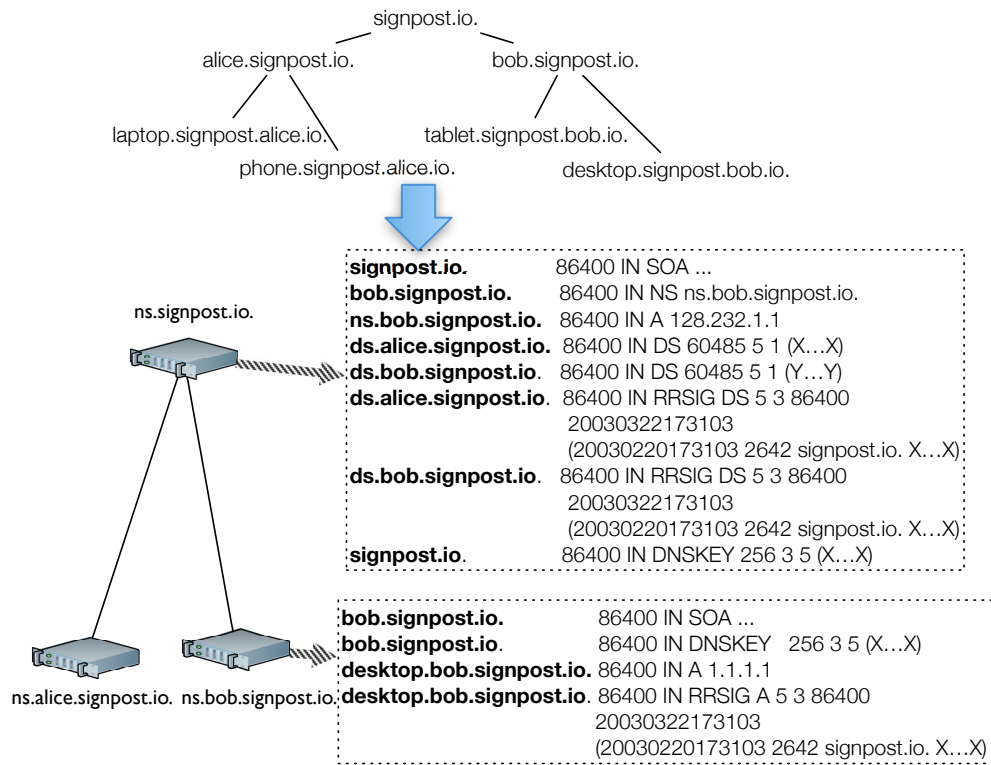 signpost.io.
alice.signpost.io. bob.signpost.io.
laptop.signpost.alice.io. tablet.signpost.bob.io.
phone.signpost.alice.io. desktop.signpost.bob.io.
signpost.io. 86400 IN SOA ...
bob.signpost.io. 86400 IN NS ns.bob.signpost.io.
ns.signpost.io.
ns.bob.signpost.io. 86400 IN A 128.232.1.1
ds.alice.signpost.io. 86400 IN DS 60485 5 1 (X…X)
ds.bob.signpost.io. 86400 IN DS 60485 5 1 (Y…Y)
ds.alice.signpost.io. 86400 IN RRSIG DS 5 3 86400
20030322173103
(20030220173103 2642 signpost.io. X…X)
ds.bob.signpost.io. 86400 IN RRSIG DS 5 3 86400
20030322173103
(20030220173103 2642 signpost.io. X…X)
signpost.io. 86400 IN DNSKEY 256 3 5 (X…X)
bob.signpost.io. 86400 IN SOA ...
bob.signpost.io. 86400 IN DNSKEY 256 3 5 (X…X)
desktop.bob.signpost.io. 86400 IN A 1.1.1.1
ns.alice.signpost.io. ns.bob.signpost.io. desktop.bob.signpost.io. 86400 IN RRSIG A 5 3 86400
20030322173103
(20030220173103 2642 signpost.io. X…X)